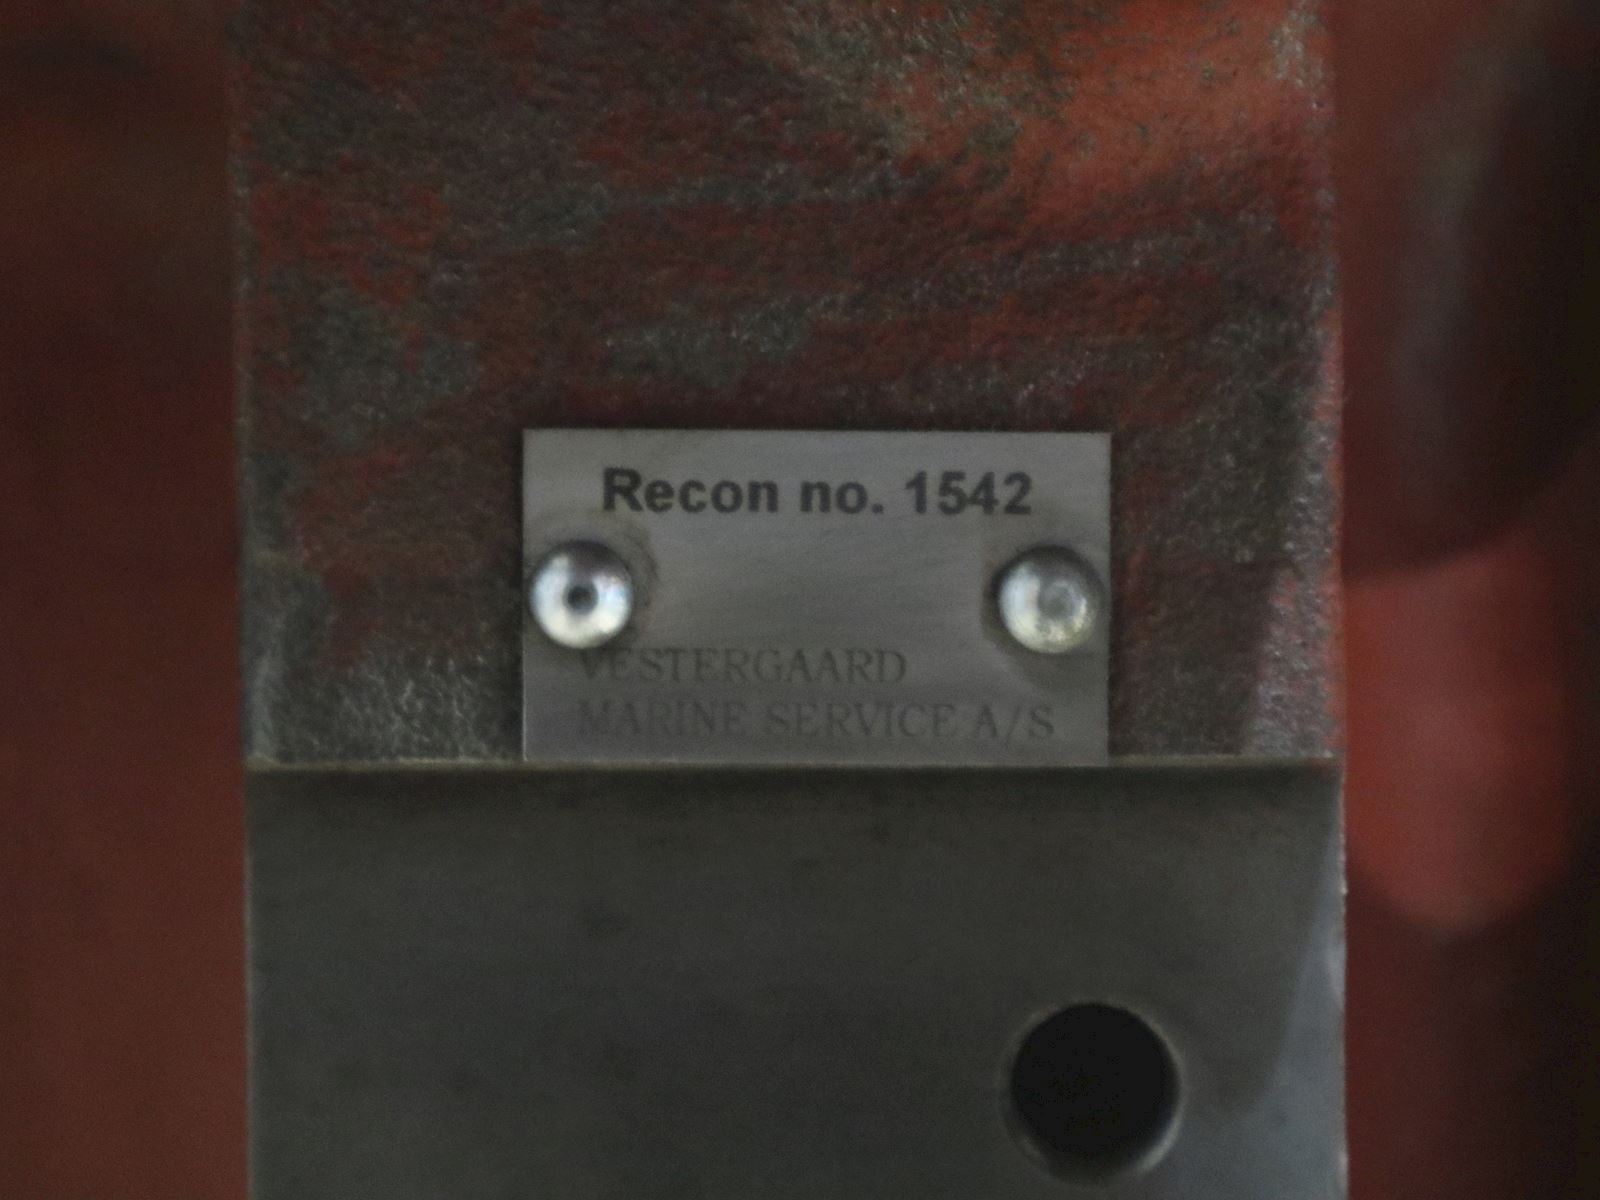 Recon no. 1542
VESTERGAARD
MARINE SERVICE A/S